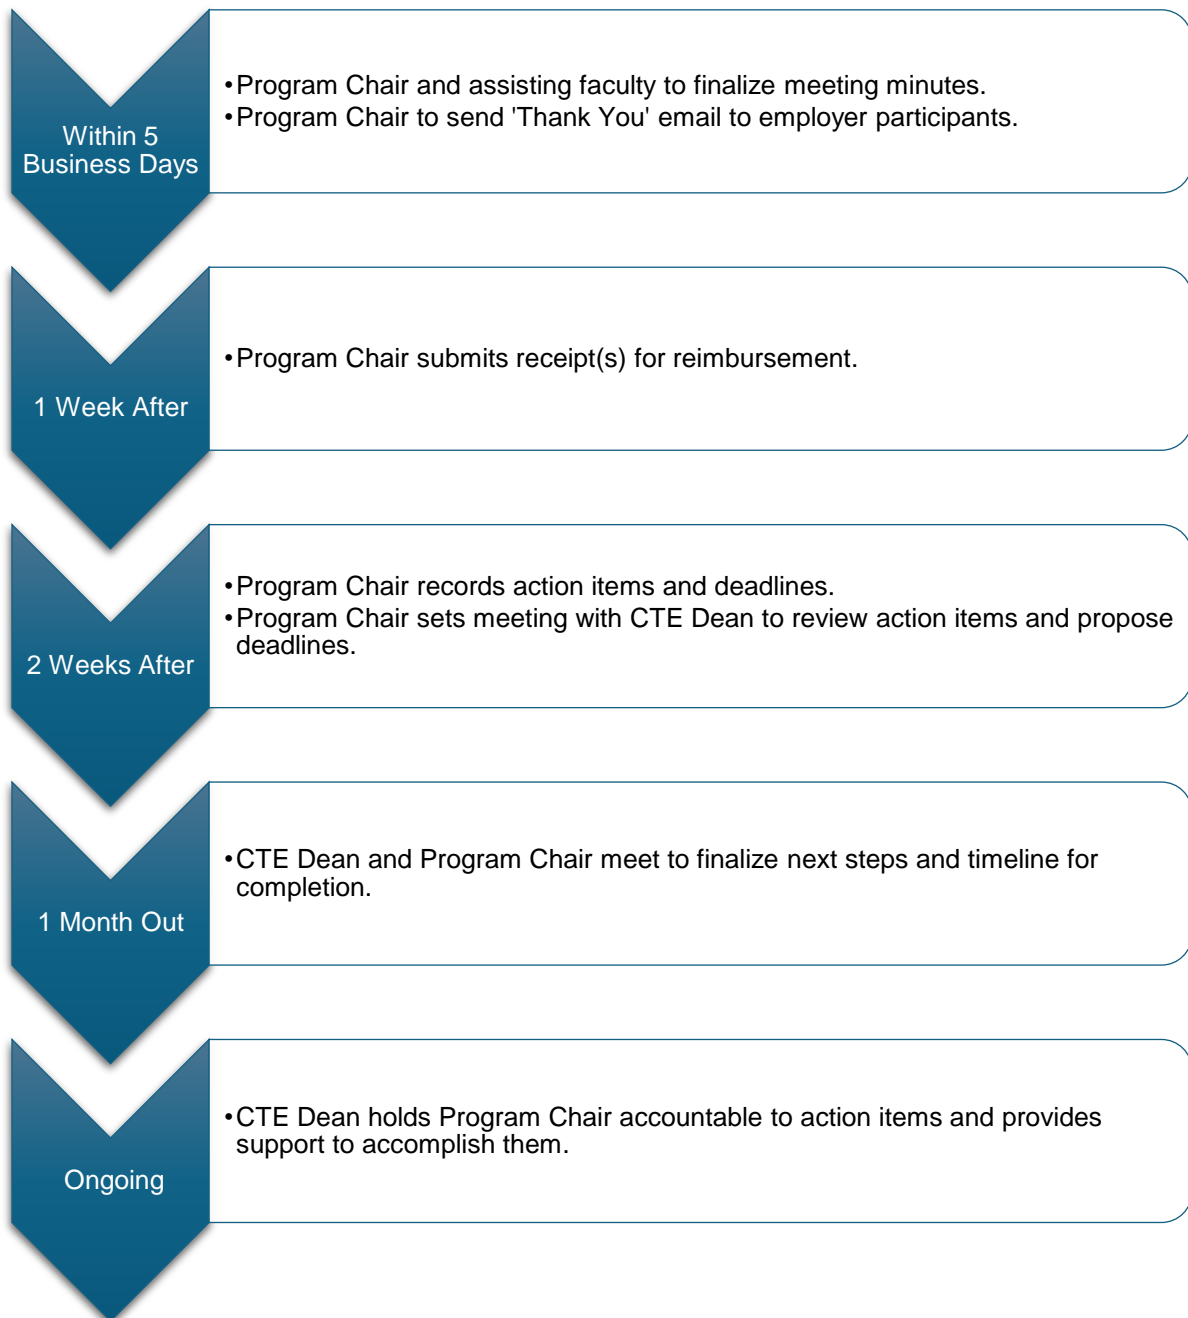 Within 5
Business Days
•Program Chair and assisting faculty to finalize meeting minutes.
•Program Chair to send 'Thank You' email to employer participants.
1 Week After
•Program Chair submits receipt(s) for reimbursement.
2 Weeks After
•Program Chair records action items and deadlines.
•Program Chair sets meeting with CTE Dean to review action items and propose
deadlines.
1 Month Out
•CTE Dean and Program Chair meet to finalize next steps and timeline for
completion.
Ongoing
•CTE Dean holds Program Chair accountable to action items and provides
support to accomplish them.